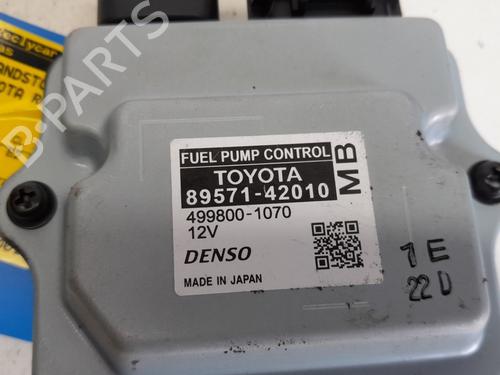 FUEL PUMP CONTROL
TOYOTA
89571-42010
MB
499800-1070
12V
DENSO
MADE IN JAPAN
1E
22D
B-PARTS